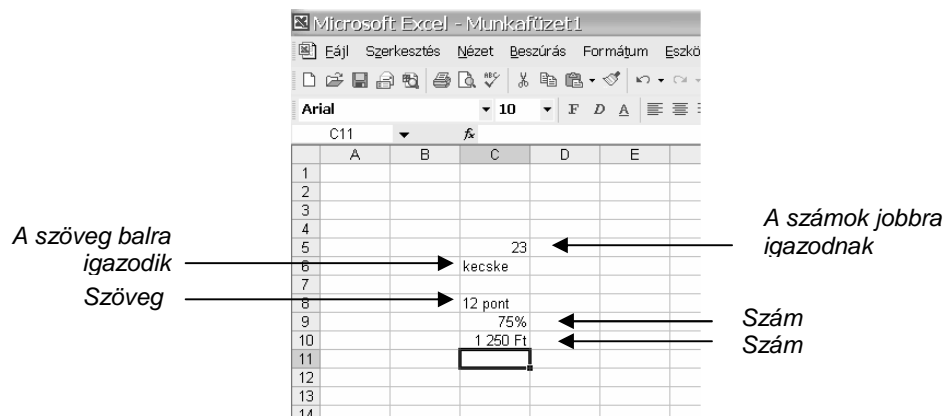 Microsoft Excel - Munkafüzet1
Fájl Szerkesztés Nézet Beszúrás Formátum Eszkö
Arial 10 F D A
C11 fx
A B C D E
1
2
3
4
5 23
6 kecske
7
8 12 pont
9 75%
10 1 250 Ft
11
12
13
14
A szöveg balra
igazodik
Szöveg
A számok jobbra
igazodnak
Szám
Szám